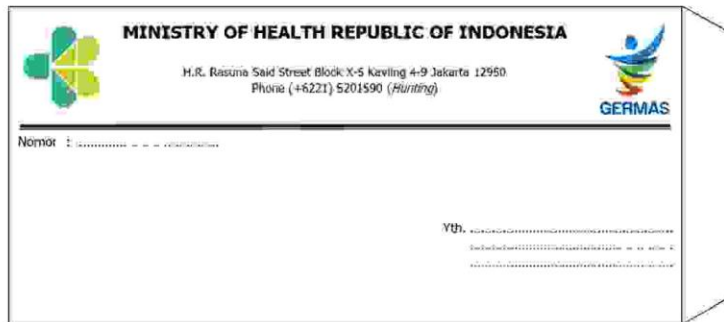 MINISTRY OF HEALTH REPUBLIC OF INDONESIA
H.R. Rasuna Said Street Block X-5 Kavling 4-9 Jakarta 12950
Phone (+6221) 5201590 (Hunting)
GERMAS
Nomor : ......................................
Yth. ..................................................
..................................................
..................................................